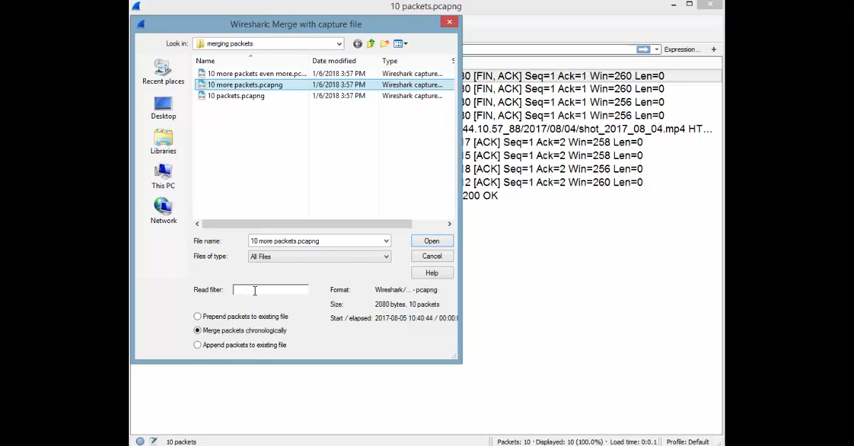 10 packets.pcapng
Wireshark: Merge with capture file
Look in: merging packets
Expression... +
Name Date modified Type S
10 more packets even more.pc... 1/6/2018 3:57 PM Wireshark capture...
10 more packets.pcapng 1/6/2018 3:57 PM Wireshark capture...
10 packets.pcapng 1/6/2018 3:57 PM Wireshark capture...
Recent places
Desktop
Libraries
This PC
Network
30 [FIN, ACK] Seq=1 Ack=1 Win=260 Len=0
30 [FIN, ACK] Seq=1 Ack=1 Win=260 Len=0
30 [FIN, ACK] Seq=1 Ack=1 Win=256 Len=0
30 [FIN, ACK] Seq=1 Ack=1 Win=256 Len=0
44.10.57_88/2017/08/04/shot_2017_08_04.mp4 HT...
17 [ACK] Seq=1 Ack=2 Win=258 Len=0
15 [ACK] Seq=1 Ack=2 Win=258 Len=0
18 [ACK] Seq=1 Ack=2 Win=256 Len=0
12 [ACK] Seq=1 Ack=2 Win=260 Len=0
200 OK
File name: 10 more packets.pcapng Open
Files of type: All Files Cancel
Help
Read filter: Format: Wireshark/... - pcapng
Size: 2080 bytes, 10 packets
Start / elapsed: 2017-08-05 10:40:44 / 00:00:
Prepend packets to existing file
Merge packets chronologically
Append packets to existing file
10 packets Packets: 10 · Displayed: 10 (100.0%) · Load time: 0:0.1 Profile: Default